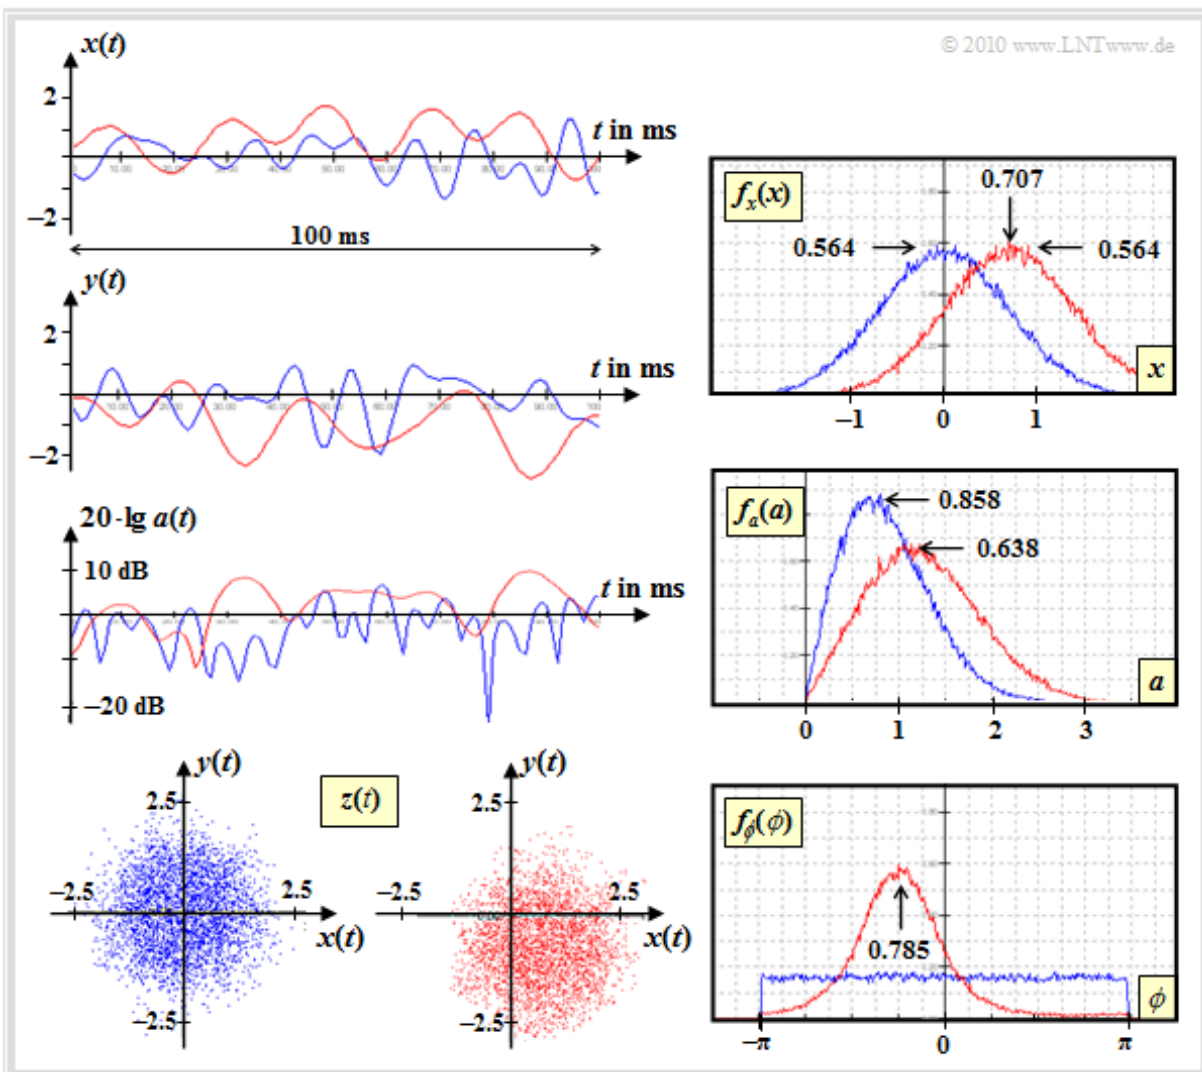 © 2010 www.LNTwww.de
x(t)
2
t in ms
−2
100 ms
y(t)
2
t in ms
−2
20·lg a(t)
10 dB
t in ms
−20 dB
y(t)
2.5
−2.5
2.5
x(t)
−2.5
z(t)
y(t)
2.5
−2.5
2.5
x(t)
−2.5
fx(x)
0.707
0.564
0.564
x
−1 0 1
fa(a)
0.858
0.638
a
0 1 2 3
fϕ(ϕ)
0.785
ϕ
−π 0 π